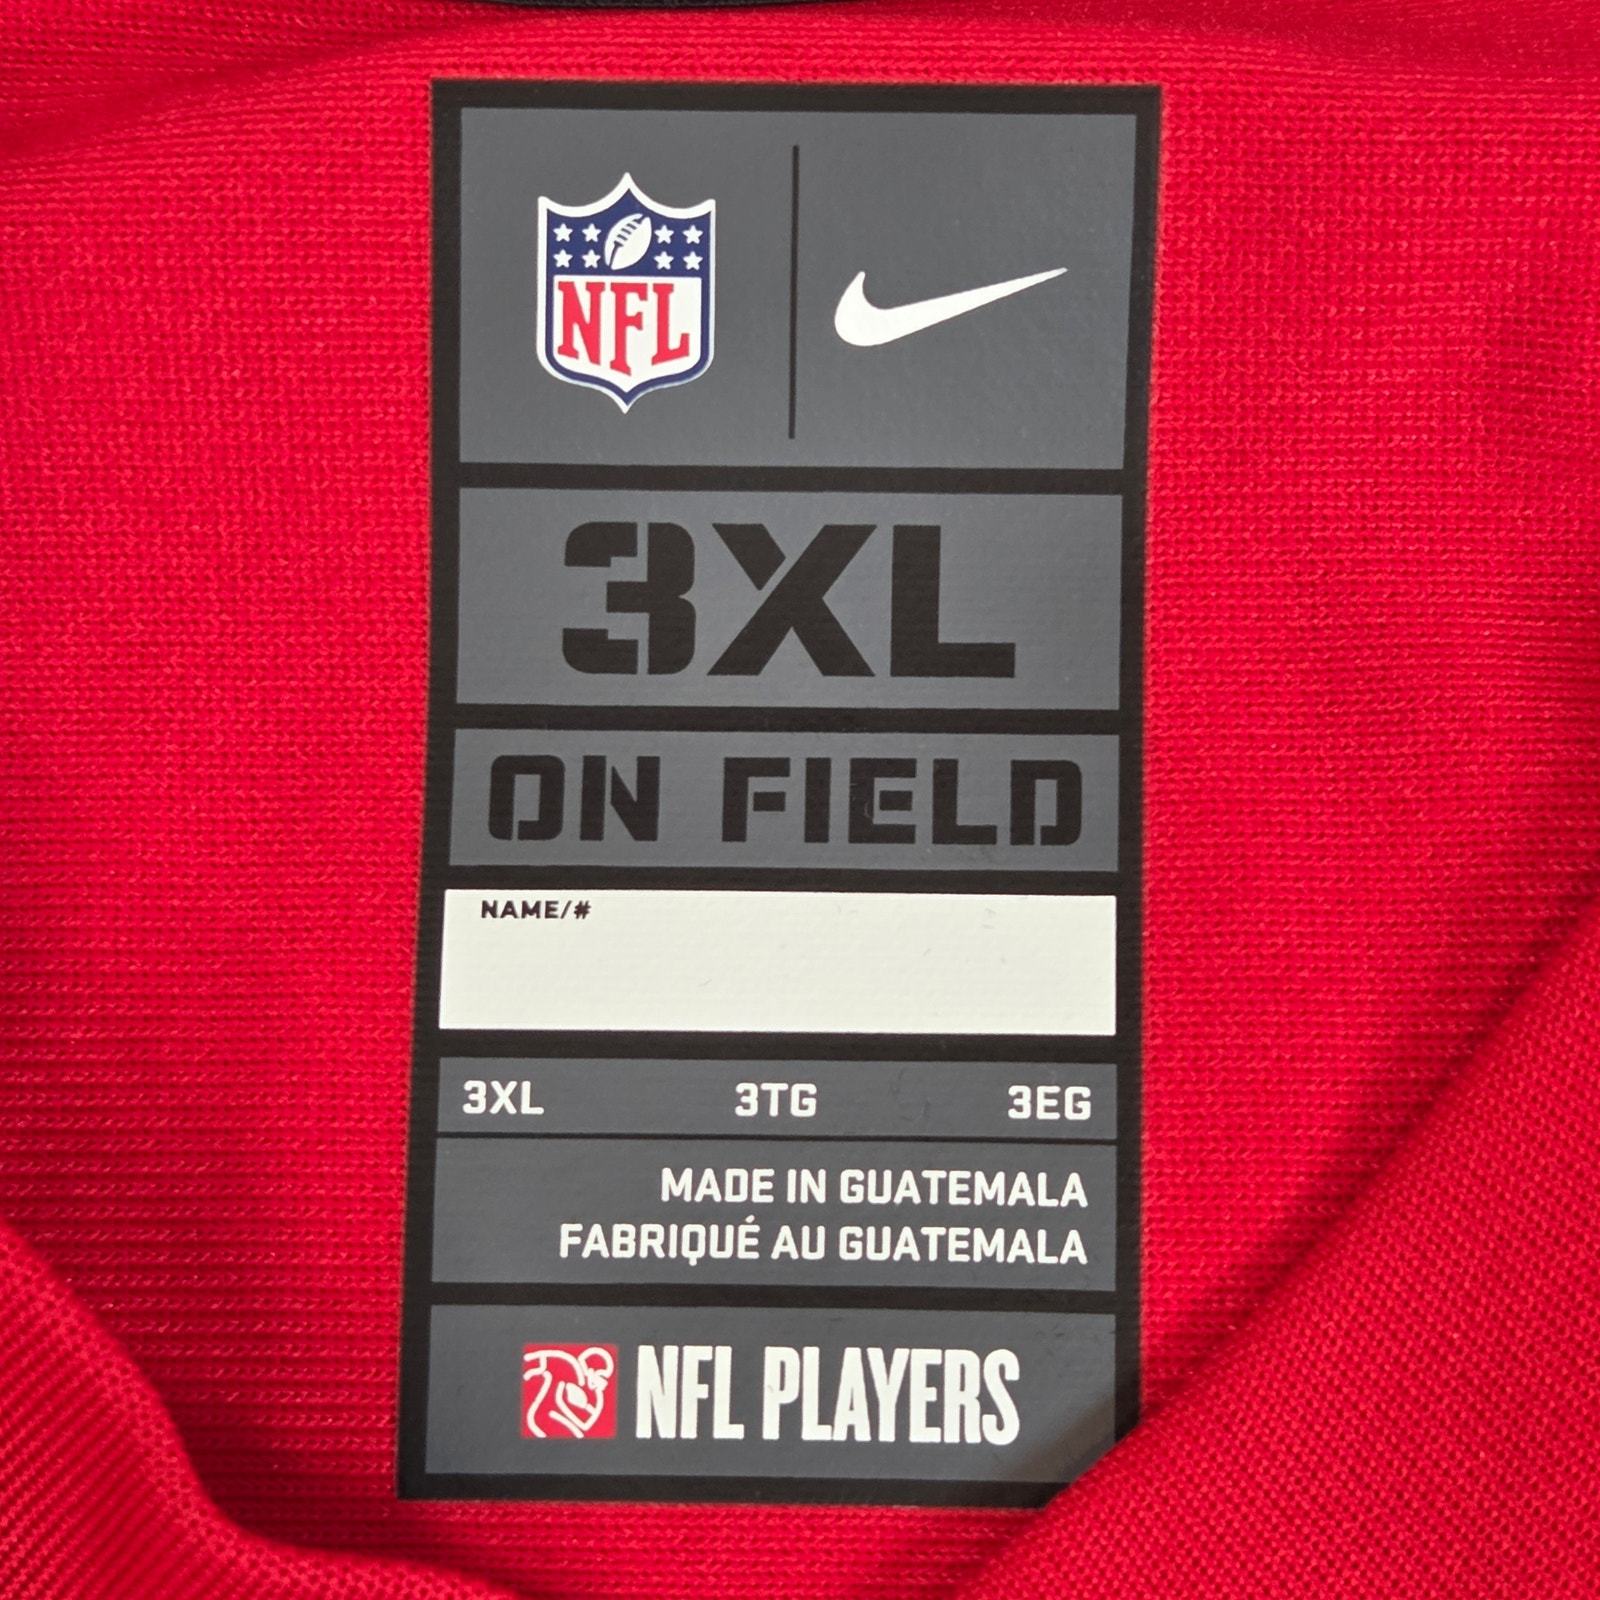 NFL
3XL
ON FIELD
NAME/#
3XL 3TG 3EG
MADE IN GUATEMALA
FABRIQUÉ AU GUATEMALA
NFL PLAYERS